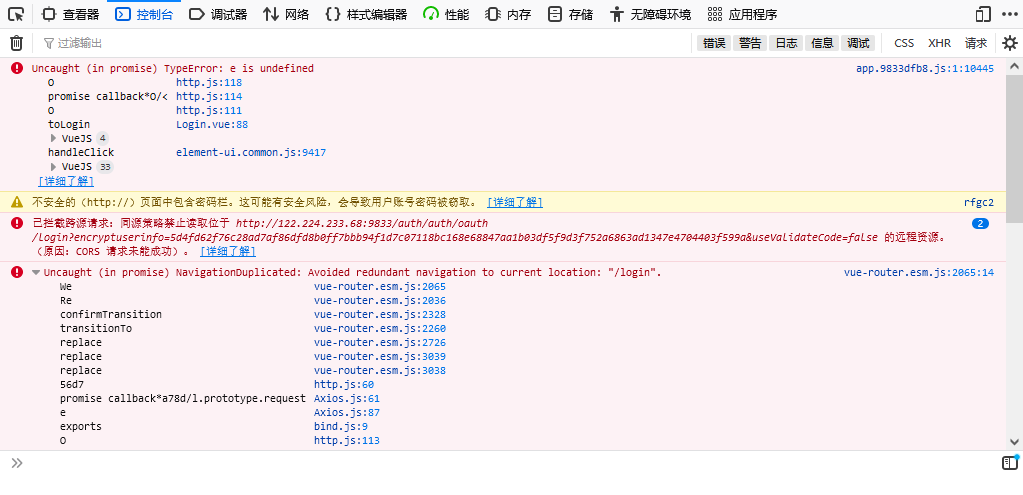 查看器 控制台 调试器 网络 {} 样式编辑器 性能 内存 存储 无障碍环境 应用程序
过滤输出 错误 警告 日志 信息 调试 CSS XHR 请求
Uncaught (in promise) TypeError: e is undefined app.9833dfb8.js:1:10445
O http.js:118
promise callback*O/< http.js:114
O http.js:111
toLogin Login.vue:88
VueJS 4
handleClick element-ui.common.js:9417
VueJS 33
[详细了解]
不安全的（http://）页面中包含密码栏。这可能有安全风险，会导致用户账号密码被窃取。 [详细了解] rfgc2
已拦截跨源请求：同源策略禁止读取位于 http://122.224.233.68:9833/auth/auth/oauth 2
/login?encryptuserinfo=5d4fd62f76c28ad7af86dfd8b0ff7bbb94f1d7c07118bc168e68847aa1b03df5f9d3f752a6863ad1347e4704403f599a&useValidateCode=false 的远程资源。
（原因：CORS 请求未能成功）。 [详细了解]
Uncaught (in promise) NavigationDuplicated: Avoided redundant navigation to current location: "/login". vue-router.esm.js:2065:14
We vue-router.esm.js:2065
Re vue-router.esm.js:2036
confirmTransition vue-router.esm.js:2328
transitionTo vue-router.esm.js:2260
replace vue-router.esm.js:2726
replace vue-router.esm.js:3039
replace vue-router.esm.js:3038
56d7 http.js:60
promise callback*a78d/l.prototype.request Axios.js:61
e Axios.js:87
exports bind.js:9
O http.js:113